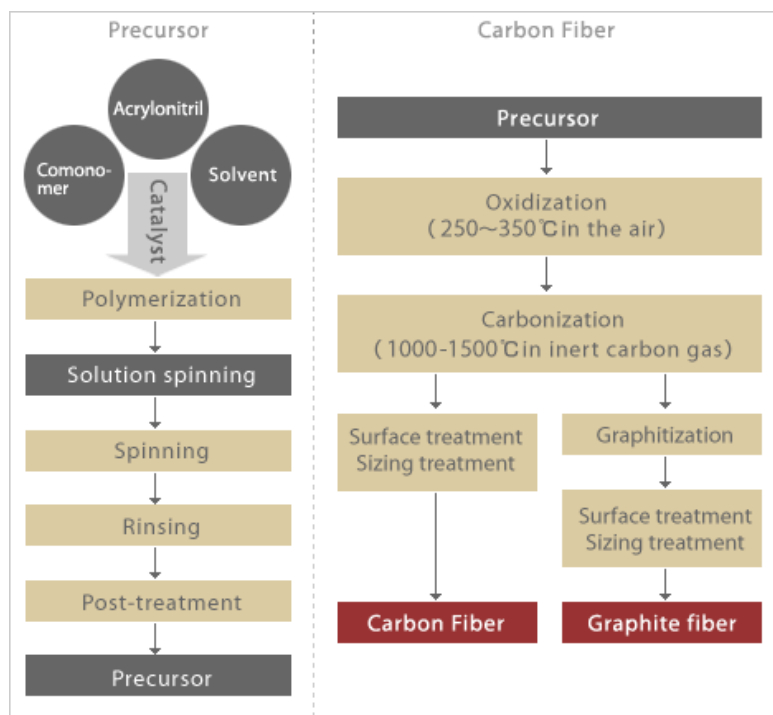 Precursor
Acrylonitril
Comono-
mer
Solvent
Catalyst
Polymerization
Solution spinning
Spinning
Rinsing
Post-treatment
Precursor
Carbon Fiber
Precursor
Oxidization
(250~350℃in the air)
Carbonization
(1000-1500℃in inert carbon gas)
Surface treatment
Sizing treatment
Carbon Fiber
Graphitization
Surface treatment
Sizing treatment
Graphite fiber